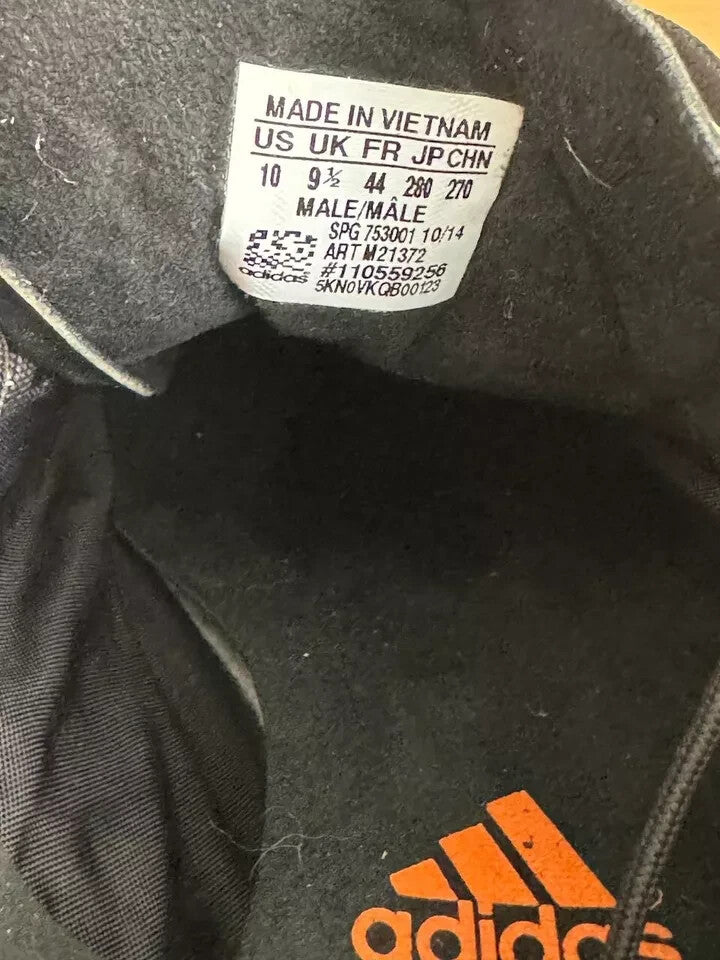 MADE IN VIETNAM
US UK FR JP CHN
10 9½ 44 280 270
MALE/MÂLE
SPG 753001 10/14
ART M21372
#110559256
adidas
5KN0VKQB00123
adidas